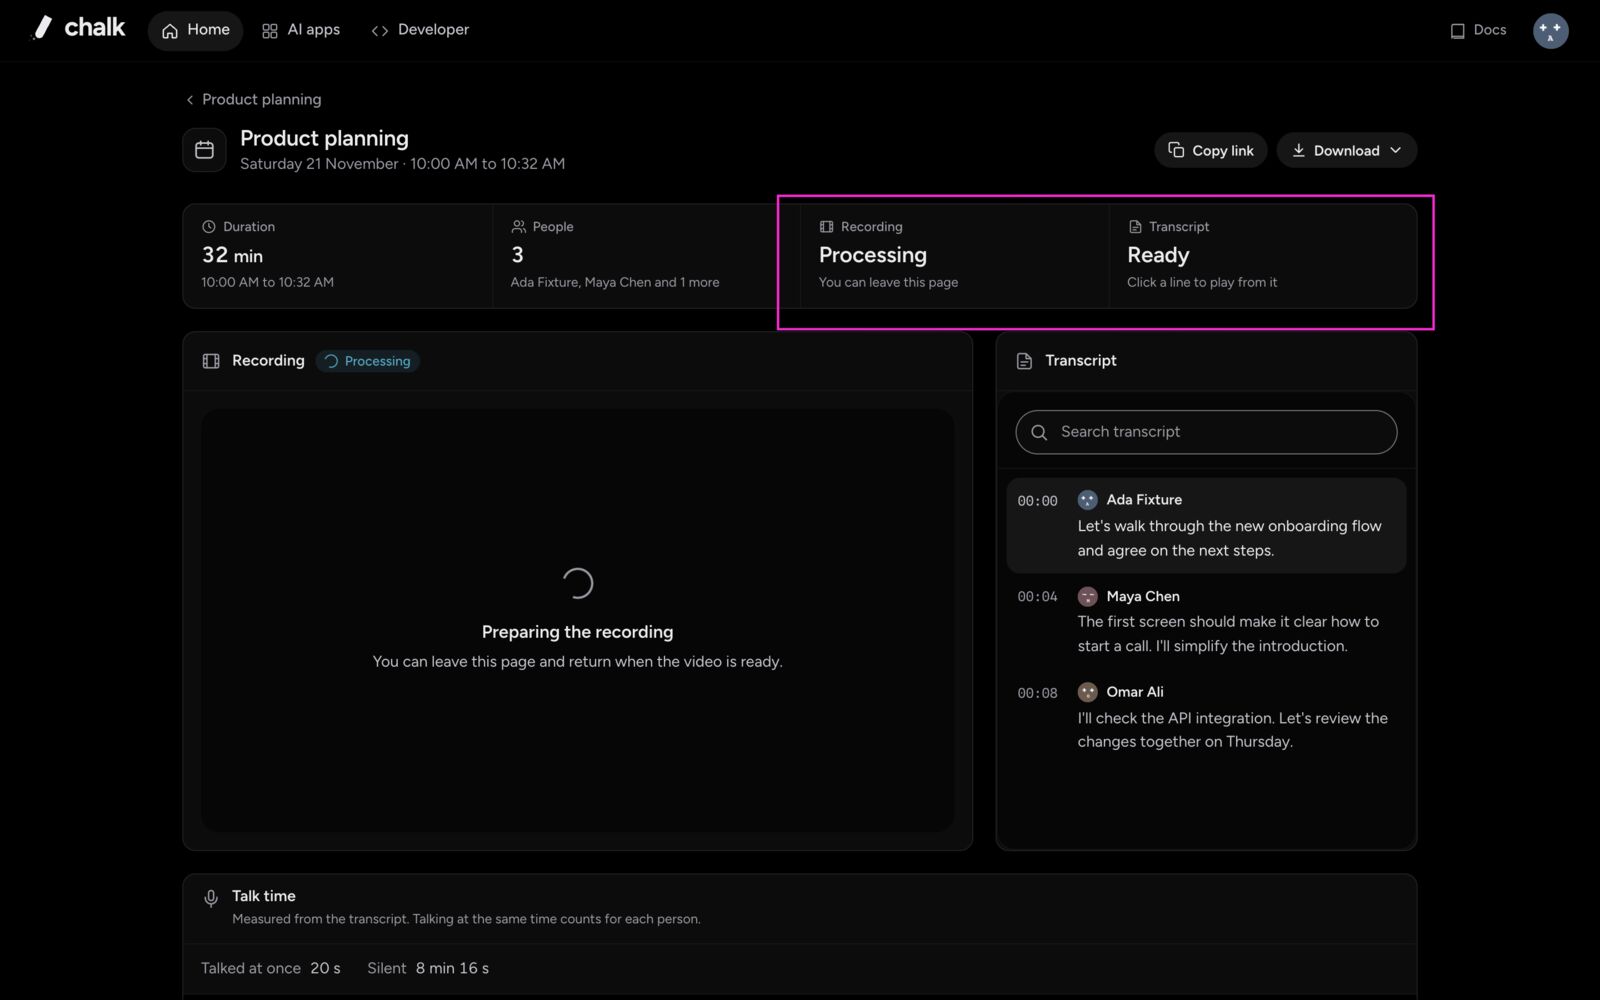 chalk
Home
AI apps
Developer
Docs
Product planning
Product planning
Saturday 21 November · 10:00 AM to 10:32 AM
Copy link
Download
Duration
32 min
10:00 AM to 10:32 AM
People
3
Ada Fixture, Maya Chen and 1 more
Recording
Processing
You can leave this page
Transcript
Ready
Click a line to play from it
Recording
Processing
Preparing the recording
You can leave this page and return when the video is ready.
Transcript
Search transcript
00:00
Ada Fixture
Let's walk through the new onboarding flow
and agree on the next steps.
00:04
Maya Chen
The first screen should make it clear how to
start a call. I'll simplify the introduction.
00:08
Omar Ali
I'll check the API integration. Let's review the
changes together on Thursday.
Talk time
Measured from the transcript. Talking at the same time counts for each person.
Talked at once 20 s
Silent 8 min 16 s